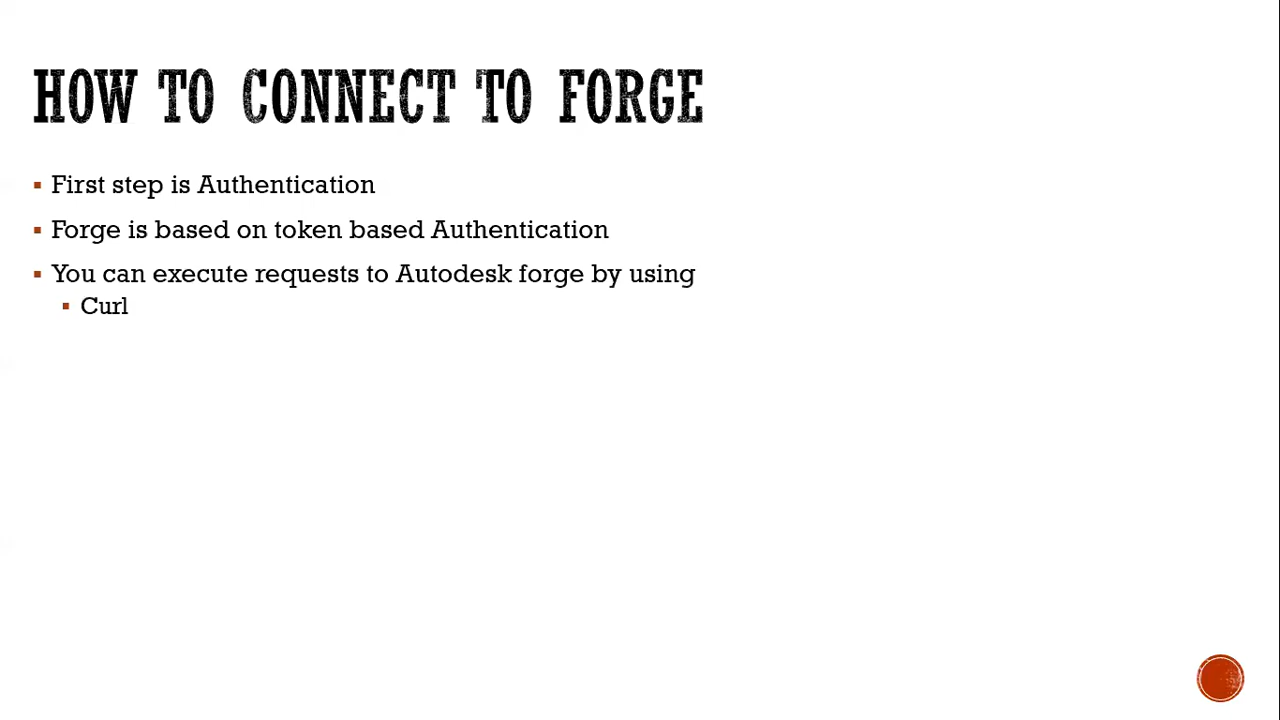 HOW TO CONNECT TO FORGE
▪ First step is Authentication
▪ Forge is based on token based Authentication
▪ You can execute requests to Autodesk forge by using
▪ Curl